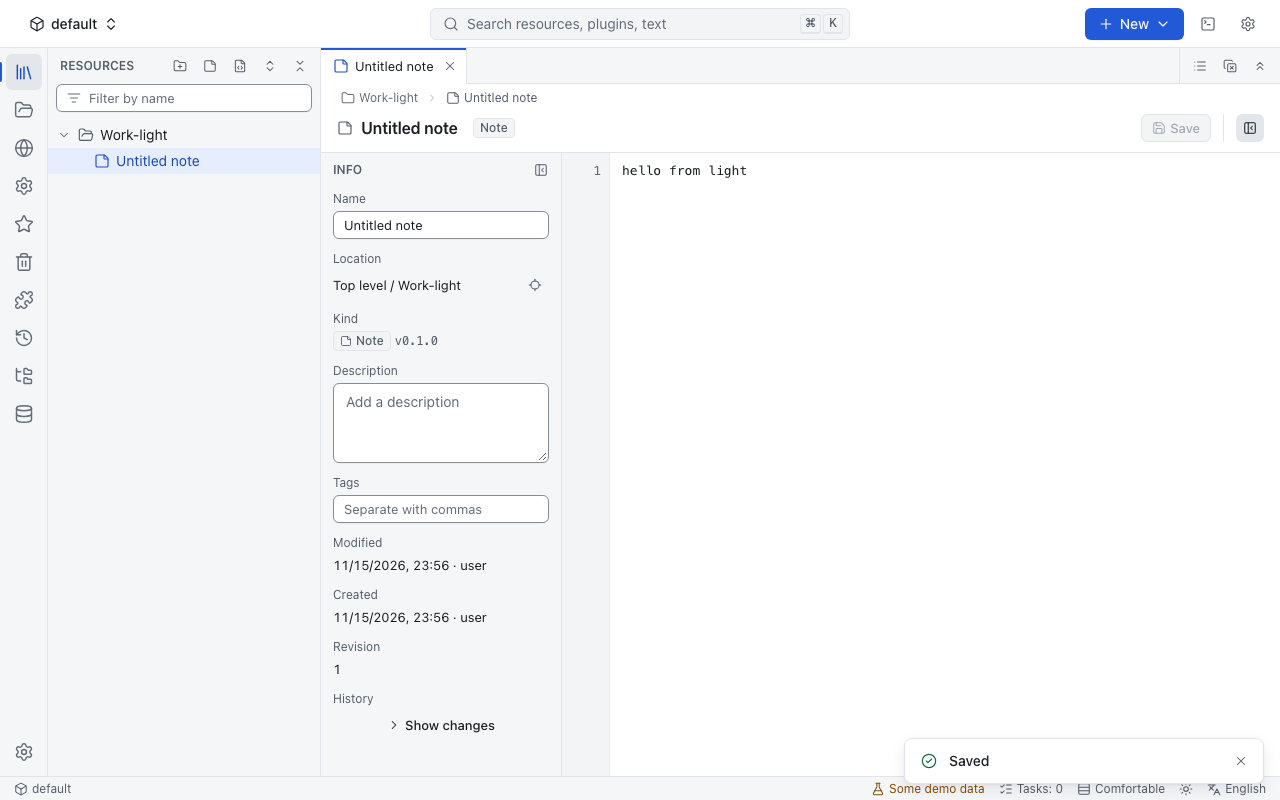 default
Search resources, plugins, text
⌘ K
New
RESOURCES
Filter by name
Work-light
Untitled note
Untitled note
Work-light
Untitled note
Untitled note
Note
Save
INFO
Name
Untitled note
Location
Top level / Work-light
Kind
Note v0.1.0
Description
Add a description
Tags
Separate with commas
Modified
11/15/2026, 23:56 · user
Created
11/15/2026, 23:56 · user
Revision
1
History
Show changes
1 hello from light
Saved
default
Some demo data
Tasks: 0
Comfortable
English